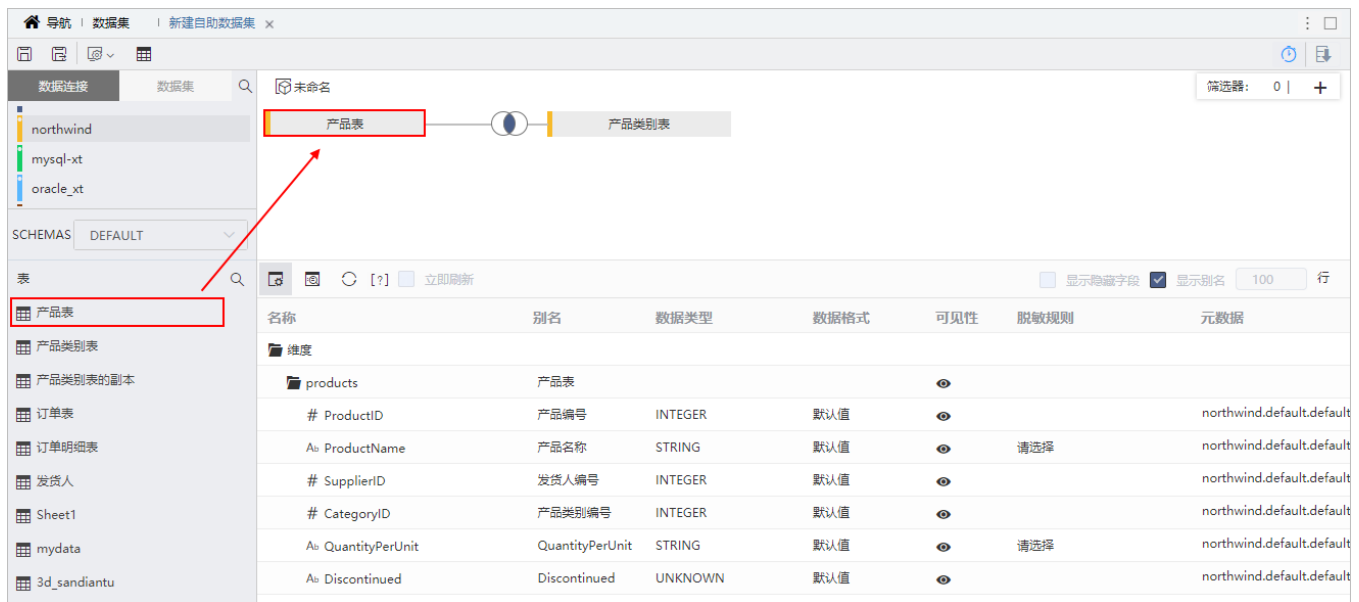 导航 数据集 新建自助数据集 ×
数据连接 数据集
northwind
mysql-xt
oracle_xt
SCHEMAS DEFAULT
表
产品表
产品类别表
产品类别表的副本
订单表
订单明细表
发货人
Sheet1
mydata
3d_sandiantu
未命名
筛选器: 0 | +
产品表 产品类别表
[?] 立即刷新 显示隐藏字段 显示别名 100 行
名称 别名 数据类型 数据格式 可见性 脱敏规则 元数据
维度
products 产品表
# ProductID 产品编号 INTEGER 默认值 northwind.default.default
Ab ProductName 产品名称 STRING 默认值 请选择 northwind.default.default
# SupplierID 发货人编号 INTEGER 默认值 northwind.default.default
# CategoryID 产品类别编号 INTEGER 默认值 northwind.default.default
Ab QuantityPerUnit QuantityPerUnit STRING 默认值 请选择 northwind.default.default
Ab Discontinued Discontinued UNKNOWN 默认值 northwind.default.default